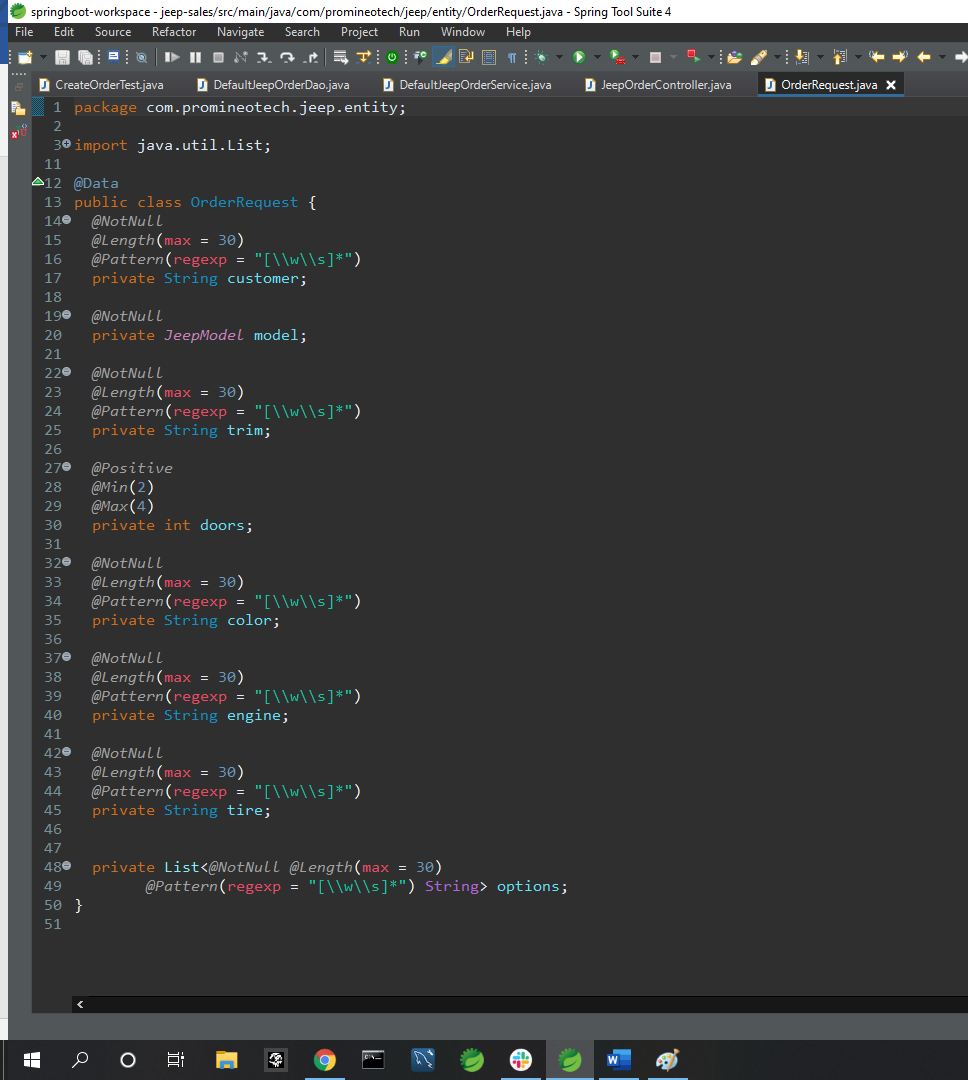 springboot-workspace - jeep-sales/src/main/java/com/promineotech/jeep/entity/OrderRequest.java - Spring Tool Suite 4
File Edit Source Refactor Navigate Search Project Run Window Help
CreateOrderTest.java DefaultJeepOrderDao.java DefaultJeepOrderService.java JeepOrderController.java OrderRequest.java
1 package com.promineotech.jeep.entity;
2
3 import java.util.List;
11
12 @Data
13 public class OrderRequest {
14 @NotNull
15 @Length(max = 30)
16 @Pattern(regexp = "[\\w\\s]*")
17 private String customer;
18
19 @NotNull
20 private JeepModel model;
21
22 @NotNull
23 @Length(max = 30)
24 @Pattern(regexp = "[\\w\\s]*")
25 private String trim;
26
27 @Positive
28 @Min(2)
29 @Max(4)
30 private int doors;
31
32 @NotNull
33 @Length(max = 30)
34 @Pattern(regexp = "[\\w\\s]*")
35 private String color;
36
37 @NotNull
38 @Length(max = 30)
39 @Pattern(regexp = "[\\w\\s]*")
40 private String engine;
41
42 @NotNull
43 @Length(max = 30)
44 @Pattern(regexp = "[\\w\\s]*")
45 private String tire;
46
47
48 private List<@NotNull @Length(max = 30)
49 @Pattern(regexp = "[\\w\\s]*") String> options;
50 }
51